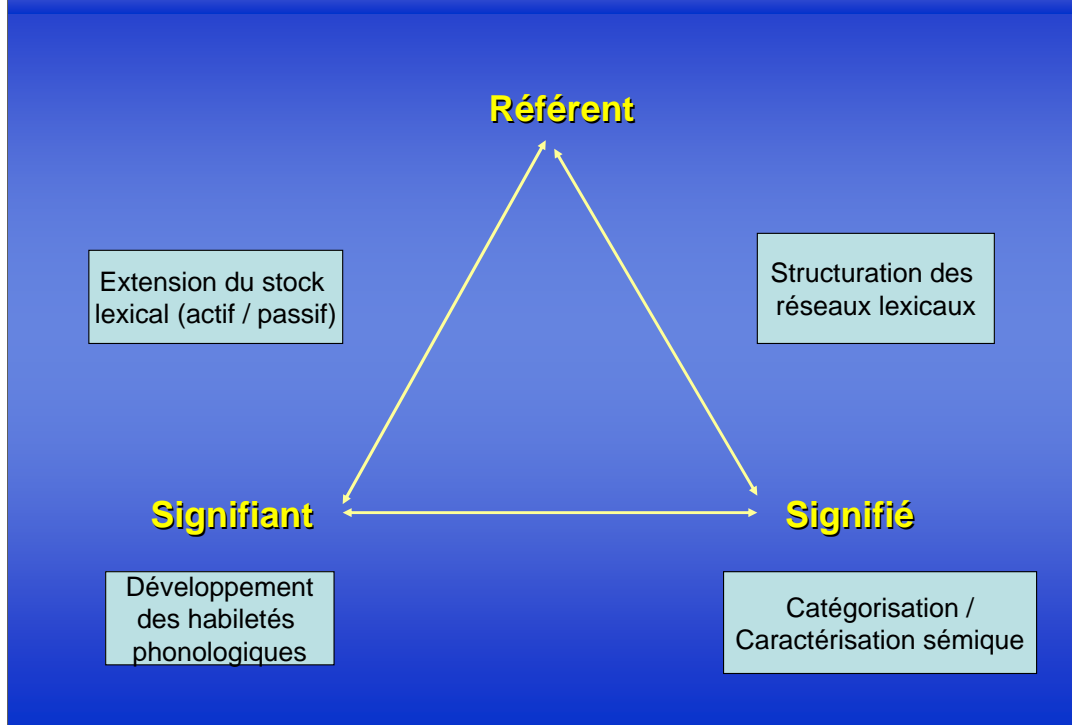 Référent
Extension du stock
lexical (actif / passif)
Structuration des
réseaux lexicaux
Signifiant
Signifié
Développement
des habiletés
phonologiques
Catégorisation /
Caractérisation sémique